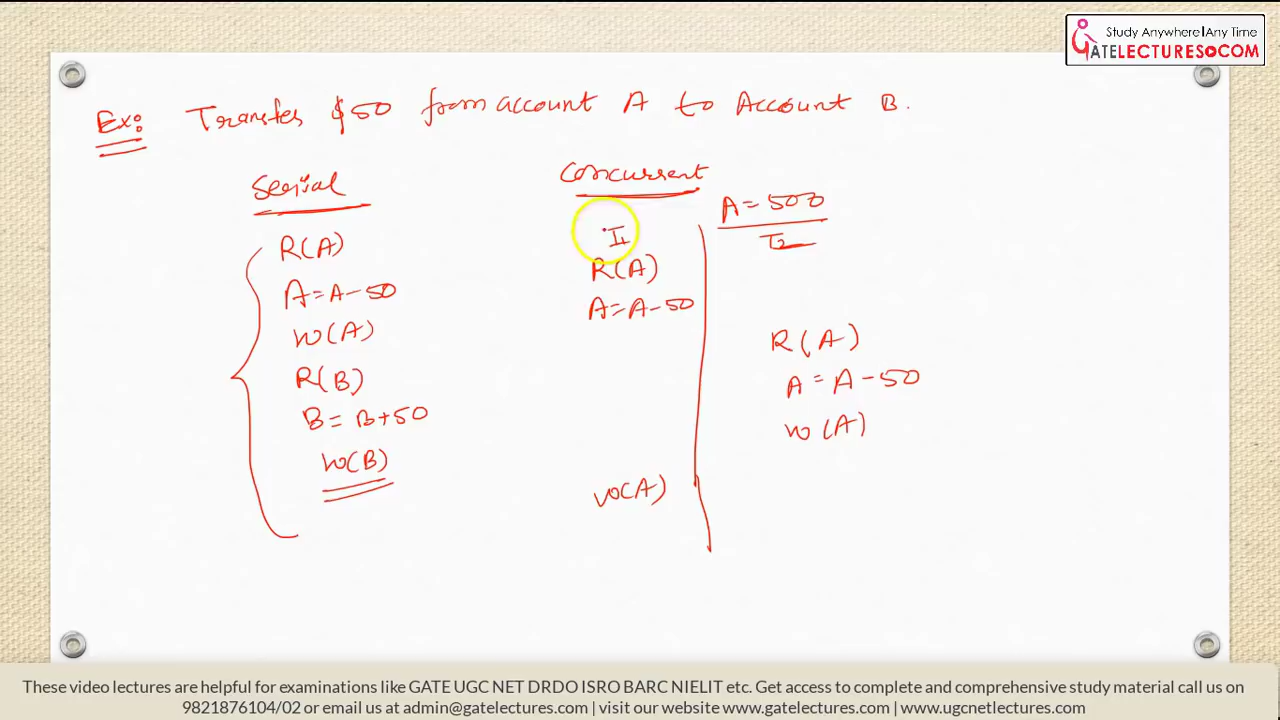 Study Anywhere Any Time
GATELECTURES.COM
Ex: Transfer $50 from account A to Account B.
Serial
R(A)
A=A-50
W(A)
R(B)
B=B+50
W(B)
Concurrent
T1
R(A)
A=A-50
W(A)
A=500
T2
R(A)
A=A-50
W(A)
These video lectures are helpful for examinations like GATE UGC NET DRDO ISRO BARC NIELIT etc. Get access to complete and comprehensive study material call us on
9821876104/02 or email us at admin@gatelectures.com | visit our website www.gatelectures.com | www.ugcnetlectures.com